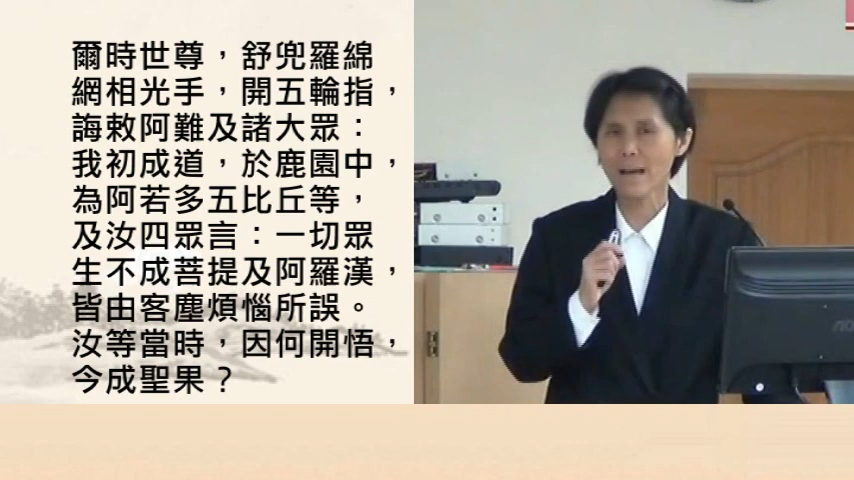 爾時世尊，舒兜羅綿
網相光手，開五輪指，
誨敕阿難及諸大眾：
我初成道，於鹿園中，
為阿若多五比丘等，
及汝四眾言：一切眾
生不成菩提及阿羅漢，
皆由客塵煩惱所誤。
汝等當時，因何開悟，
今成聖果？